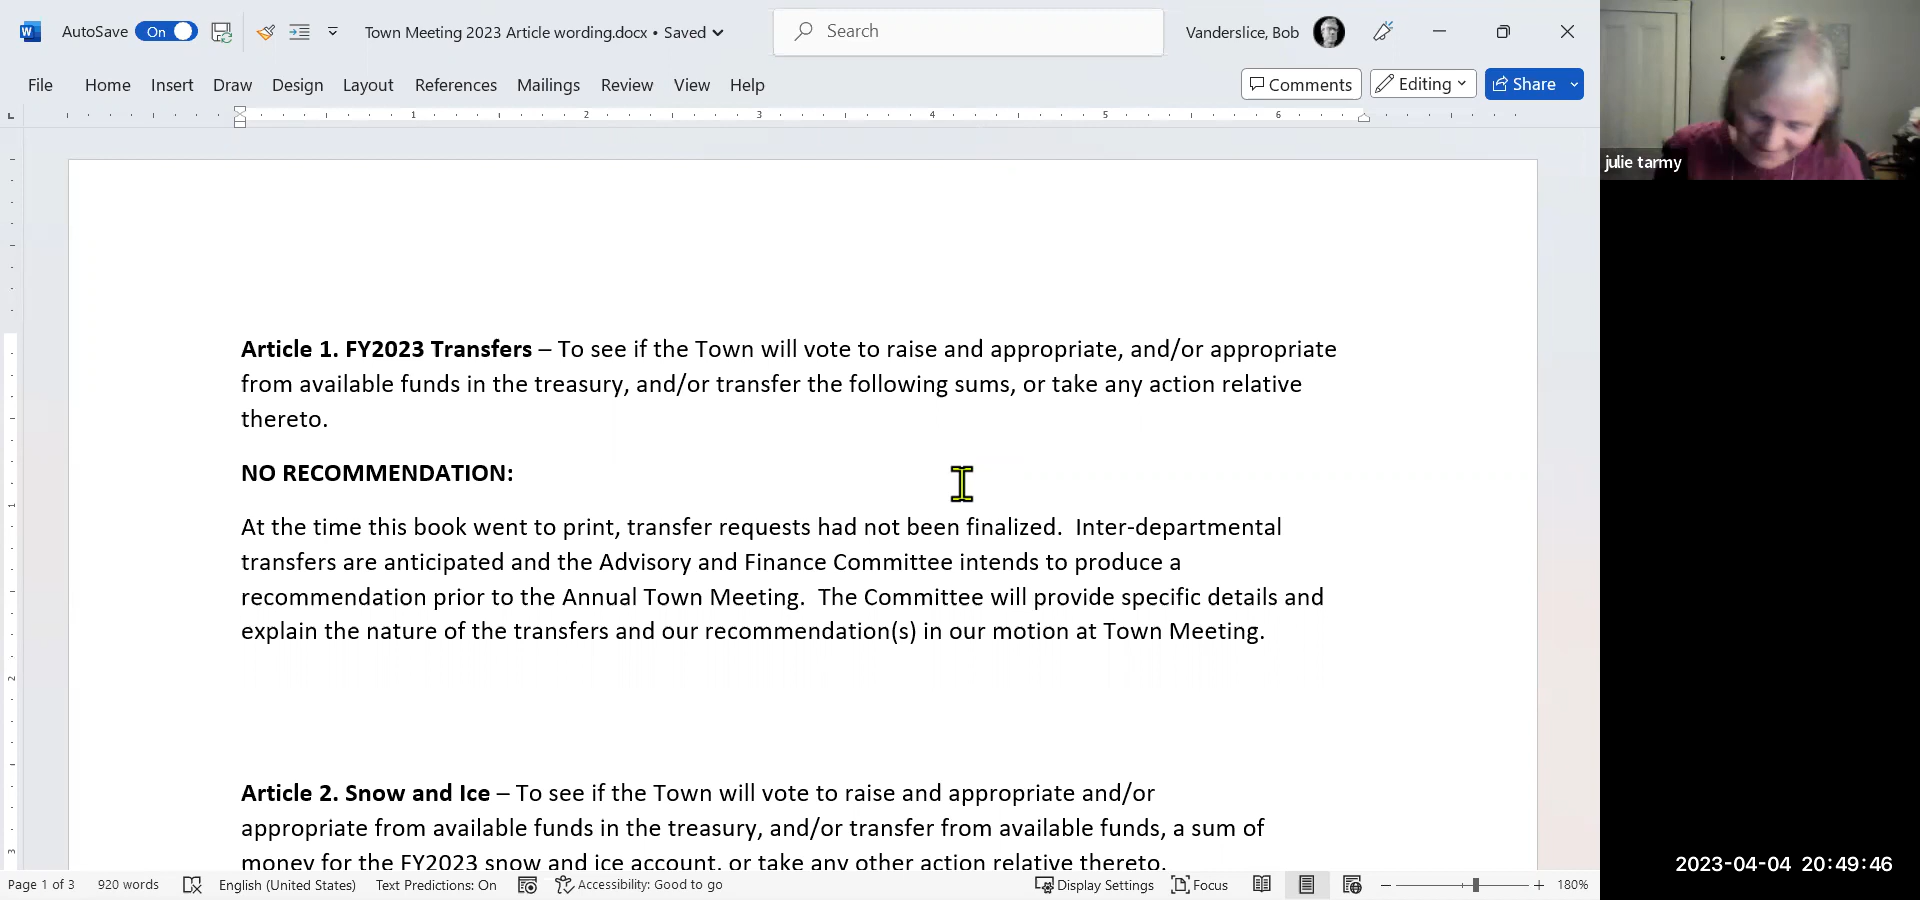 AutoSave On Town Meeting 2023 Article wording.docx • Saved Search Vanderslice, Bob
File Home Insert Draw Design Layout References Mailings Review View Help Comments Editing Share
1 2 3 4 5 6
julie tarmy
Article 1. FY2023 Transfers – To see if the Town will vote to raise and appropriate, and/or appropriate
from available funds in the treasury, and/or transfer the following sums, or take any action relative
thereto.
NO RECOMMENDATION:
At the time this book went to print, transfer requests had not been finalized. Inter-departmental
transfers are anticipated and the Advisory and Finance Committee intends to produce a
recommendation prior to the Annual Town Meeting. The Committee will provide specific details and
explain the nature of the transfers and our recommendation(s) in our motion at Town Meeting.
Article 2. Snow and Ice – To see if the Town will vote to raise and appropriate and/or
appropriate from available funds in the treasury, and/or transfer from available funds, a sum of
money for the FY2023 snow and ice account, or take any other action relative thereto.
1
2
3
Page 1 of 3 920 words English (United States) Text Predictions: On Accessibility: Good to go Display Settings Focus 180%
2023-04-04 20:49:46